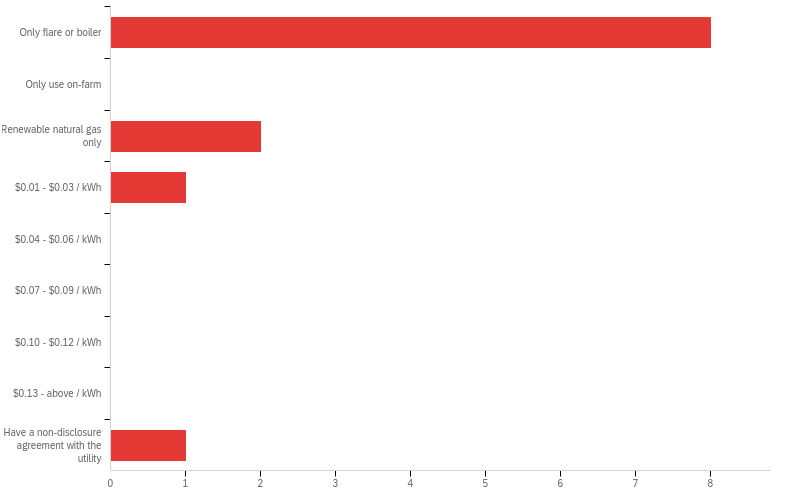 Only flare or boiler
Only use on-farm
Renewable natural gas
only
$0.01 - $0.03 / kWh
$0.04 - $0.06 / kWh
$0.07 - $0.09 / kWh
$0.10 - $0.12 / kWh
$0.13 - above / kWh
Have a non-disclosure
agreement with the
utility
0 1 2 3 4 5 6 7 8